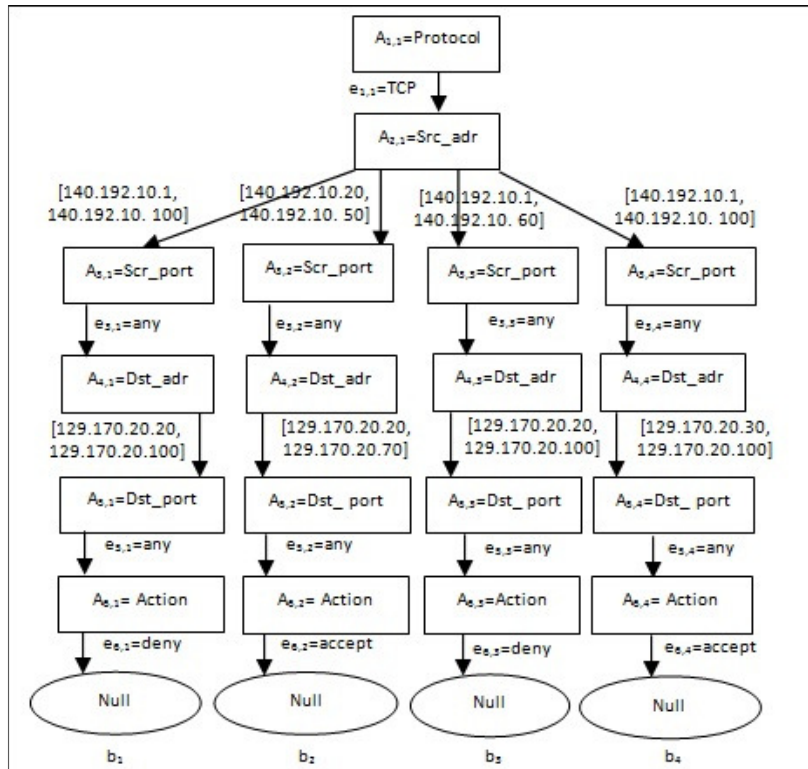 A₁,₁=Protocol
e₁,₁=TCP
A₂,₁=Src_adr
[140.192.10.1,
140.192.10. 100]
[140.192.10.20,
140.192.10. 50]
[140.192.10.1,
140.192.10. 60]
[140.192.10.1,
140.192.10. 100]
A₃,₁=Scr_port
A₃,₂=Scr_port
A₃,₃=Scr_port
A₃,₄=Scr_port
e₃,₁=any
e₃,₂=any
e₃,₃=any
e₃,₄=any
A₄,₁=Dst_adr
A₄,₂=Dst_adr
A₄,₃=Dst_adr
A₄,₄=Dst_adr
[129.170.20.20,
129.170.20.100]
[129.170.20.20,
129.170.20.70]
[129.170.20.20,
129.170.20.100]
[129.170.20.30,
129.170.20.100]
A₅,₁=Dst_port
A₅,₂=Dst_ port
A₅,₃=Dst_ port
A₅,₄=Dst_ port
e₅,₁=any
e₅,₂=any
e₅,₃=any
e₅,₄=any
A₆,₁= Action
A₆,₂= Action
A₆,₃=Action
A₆,₄= Action
e₆,₁=deny
e₆,₂=accept
e₆,₃=deny
e₆,₄=accept
Null
Null
Null
Null
b₁
b₂
b₃
b₄